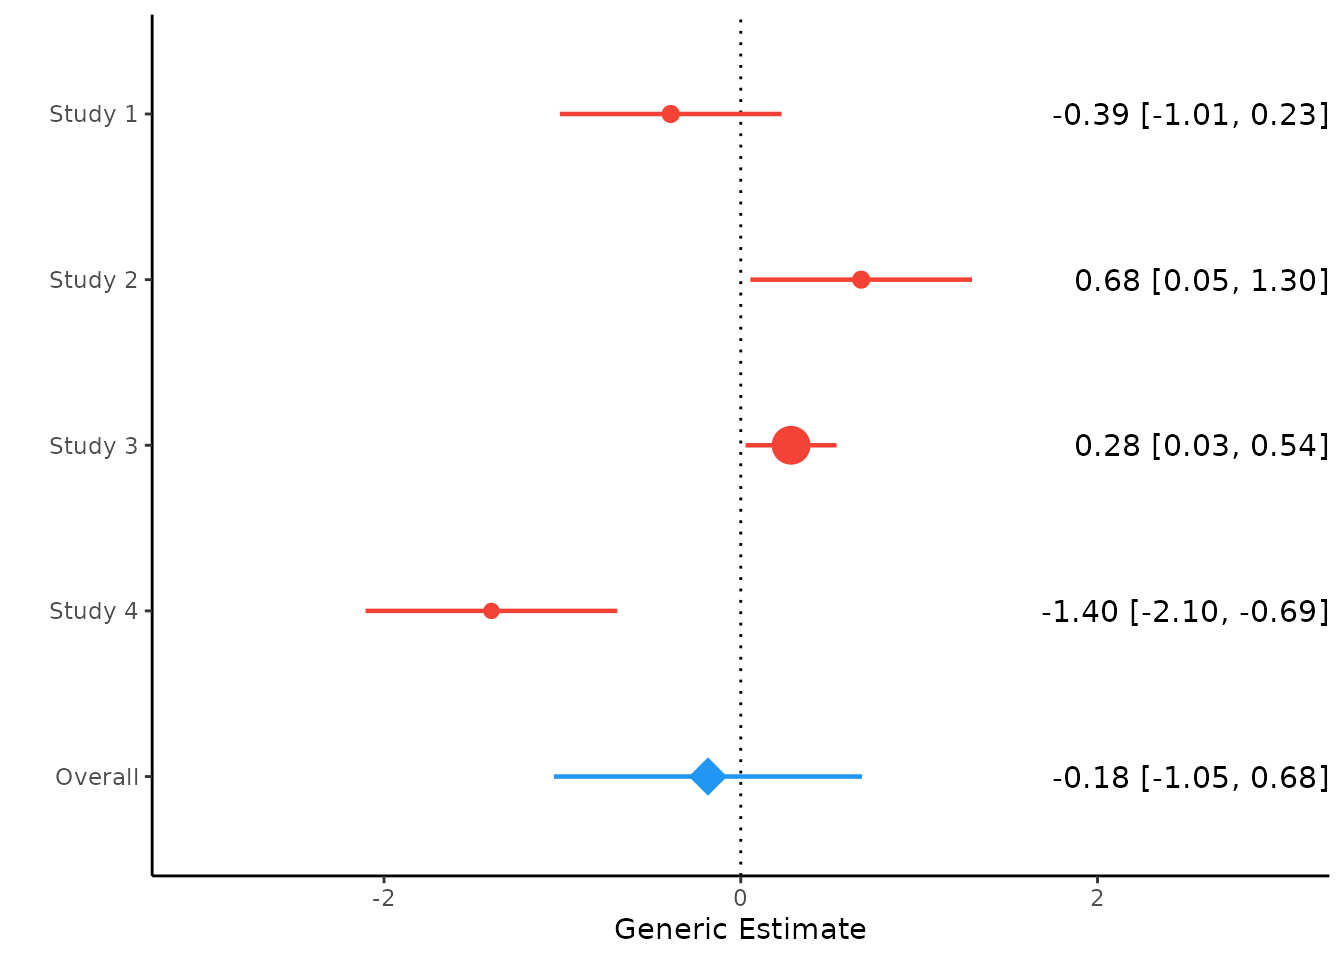 Study 1 -0.39 [-1.01, 0.23]
Study 2 0.68 [0.05, 1.30]
Study 3 0.28 [0.03, 0.54]
Study 4 -1.40 [-2.10, -0.69]
Overall -0.18 [-1.05, 0.68]
-2 0 2
Generic Estimate